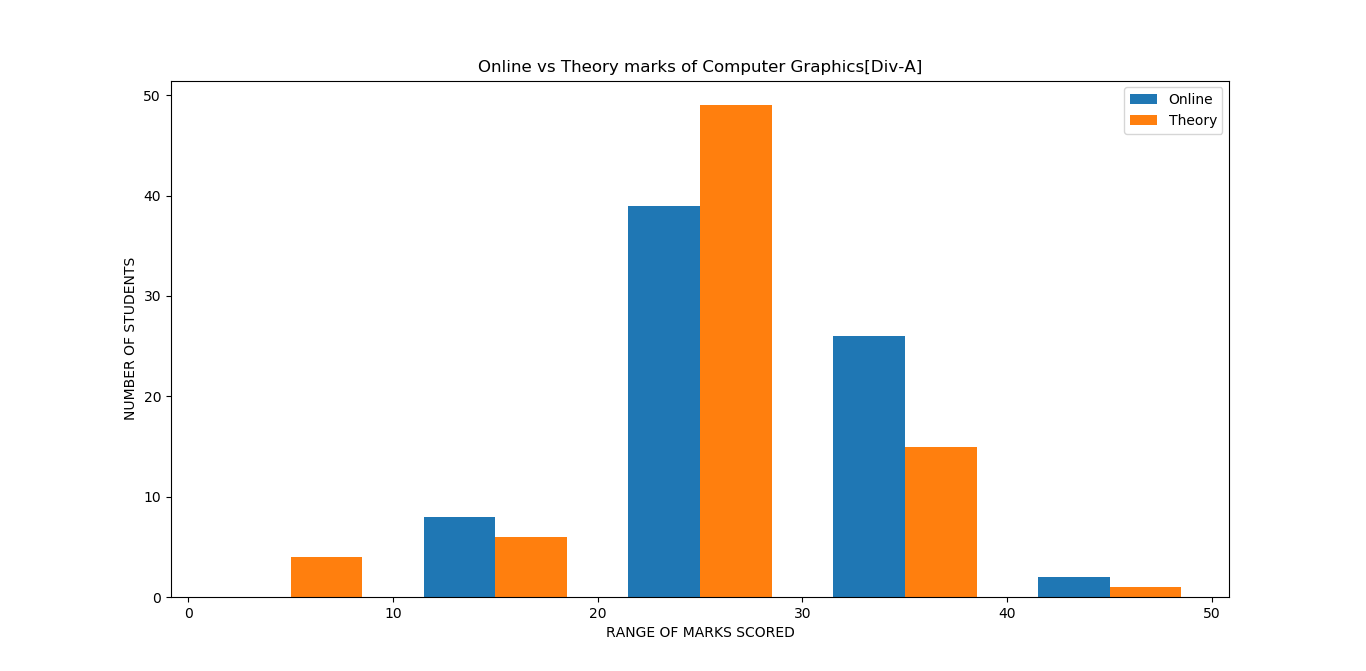 Online vs Theory marks of Computer Graphics[Div-A]
Online
Theory
NUMBER OF STUDENTS
50
40
30
20
10
0
0 10 20 30 40 50
RANGE OF MARKS SCORED